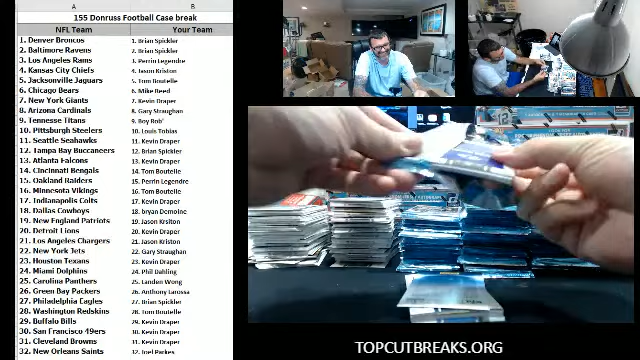 A B
155 Donruss Football Case break
NFL Team Your Team
1. Denver Broncos 1. Brian Spickler
2. Baltimore Ravens 2. Brian Spickler
3. Los Angeles Rams 3. Perrin Legendre
4. Kansas City Chiefs 4. Jason Kriston
5. Jacksonville Jaguars 5. Tom Boutelle
6. Chicago Bears 6. Mike Reed
7. New York Giants 7. Kevin Draper
8. Arizona Cardinals 8. Gary Straughan
9. Tennesse Titans 9. Boy Rob'
10. Pittsburgh Steelers 10. Louis Tobias
11. Seattle Seahawks 11. Kevin Draper
12. Tampa Bay Buccaneers 12. Brian Spickler
13. Atlanta Falcons 13. Kevin Draper
14. Cincinnati Bengals 14. Tom Boutelle
15. Oakland Raiders 15. Perrin Legendre
16. Minnesota Vikings 16. Tom Boutelle
17. Indianapolis Colts 17. Kevin Draper
18. Dallas Cowboys 18. bryan Demoine
19. New England Patriots 19. Jason Kriston
20. Detroit Lions 20. Kevin Draper
21. Los Angeles Chargers 21. Jason Kriston
22. New York Jets 22. Gary Straughan
23. Houston Texans 23. Kevin Draper
24. Miami Dolphins 24. Phil Dahling
25. Carolina Panthers 25. Landen Wong
26. Green Bay Packers 26. Anthony Larossa
27. Philadelphia Eagles 27. Brian Spickler
28. Washington Redskins 28. Tom Boutelle
29. Buffalo Bills 29. Kevin Draper
30. San Francisco 49ers 30. Kevin Draper
31. Cleveland Browns 31. Kevin Draper
32. New Orleans Saints 32. Joel Parkes
TOPCUTBREAKS.ORG